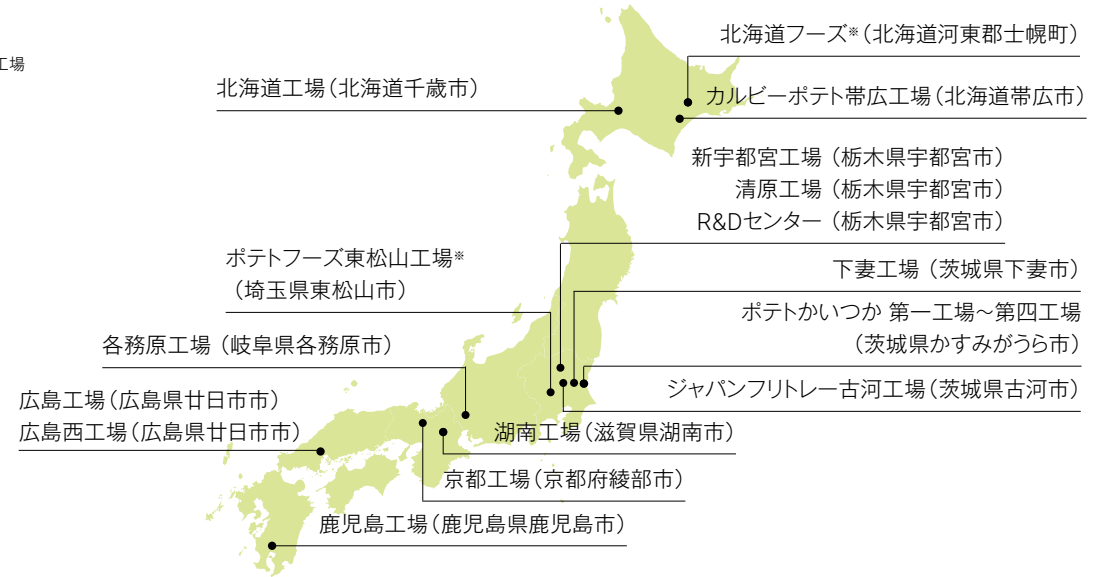 北海道フーズ※(北海道河東郡士幌町)
工場
北海道工場(北海道千歳市)
カルビーポテト帯広工場(北海道帯広市)
新宇都宮工場(栃木県宇都宮市)
清原工場(栃木県宇都宮市)
R&Dセンター(栃木県宇都宮市)
ポテトフーズ東松山工場※
(埼玉県東松山市)
下妻工場(茨城県下妻市)
ポテトかいつか 第一工場~第四工場
(茨城県かすみがうら市)
各務原工場(岐阜県各務原市)
ジャパンフリトレー古河工場(茨城県古河市)
広島工場(広島県廿日市市)
広島西工場(広島県廿日市市)
湖南工場(滋賀県湖南市)
京都工場(京都府綾部市)
鹿児島工場(鹿児島県鹿児島市)